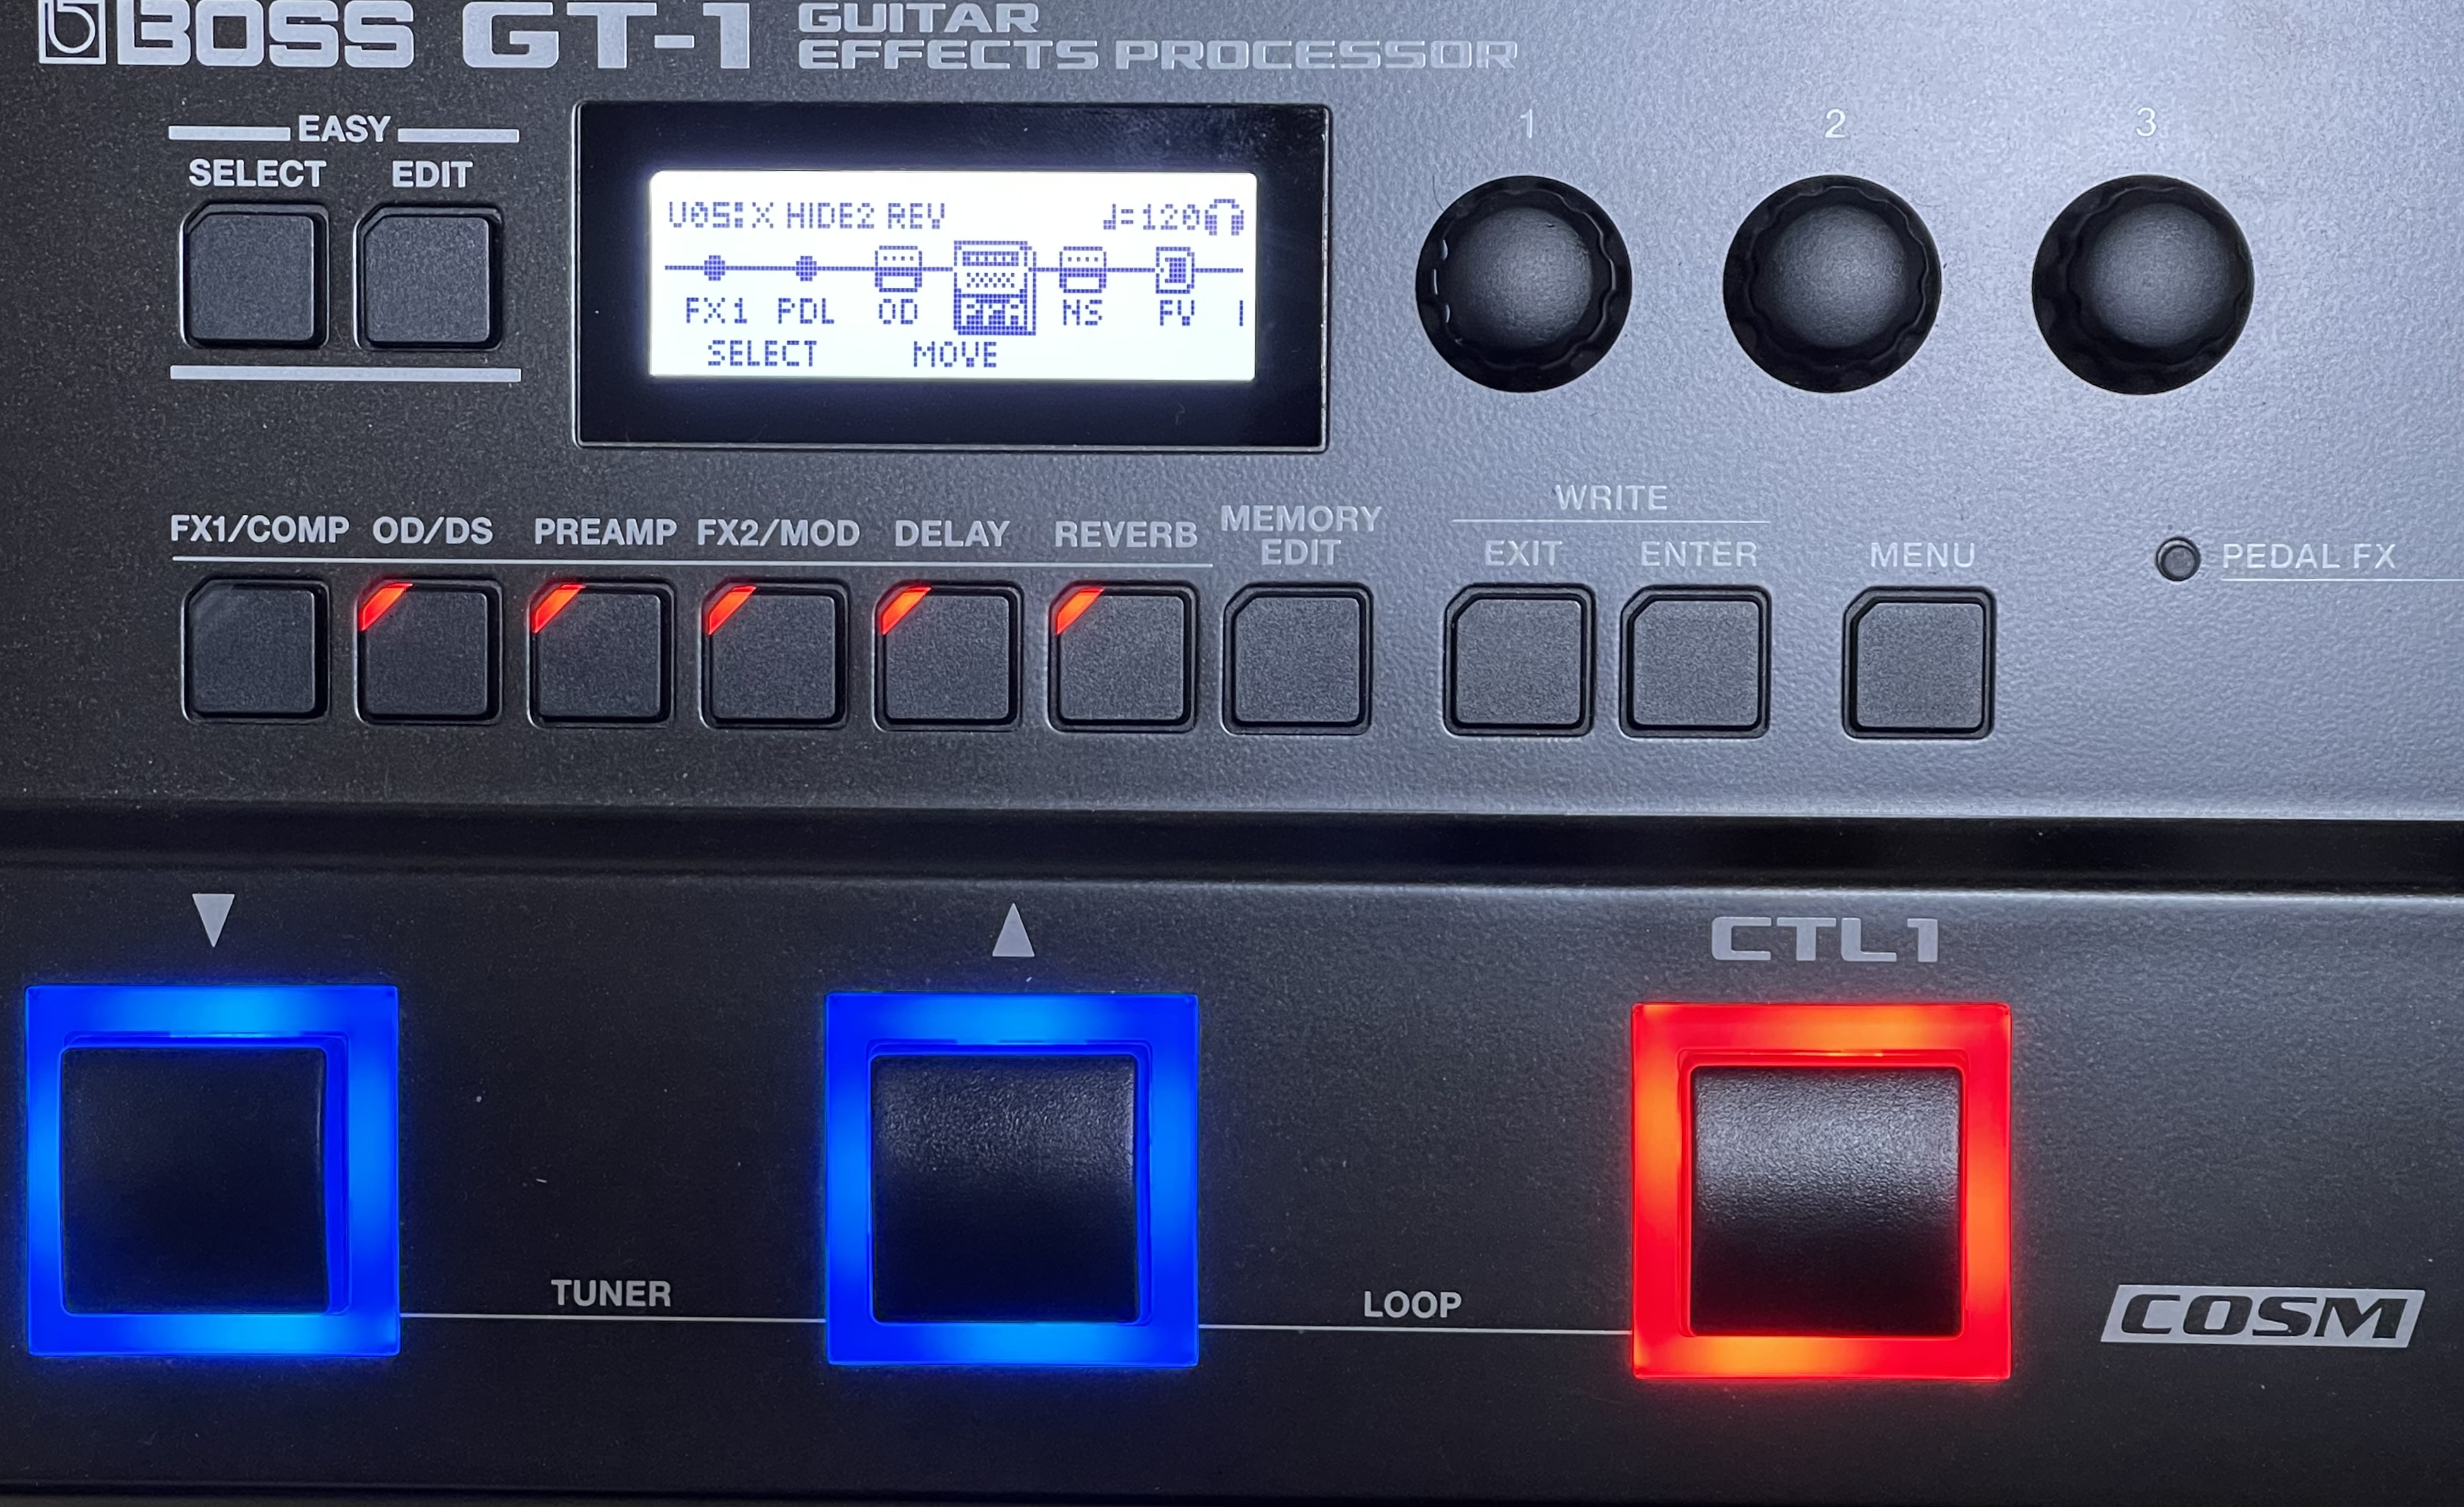 BOSS GT-1 GUITAR
EFFECTS PROCESSOR
EASY
SELECT EDIT
1 2 3
U05:X HIDE2 REV ♩=120
FX1 PDL OD PRA NS FV
SELECT MOVE
FX1/COMP OD/DS PREAMP FX2/MOD DELAY REVERB MEMORY
EDIT
WRITE
EXIT ENTER MENU PEDAL FX
▼ ▲ CTL1
TUNER LOOP
COSM